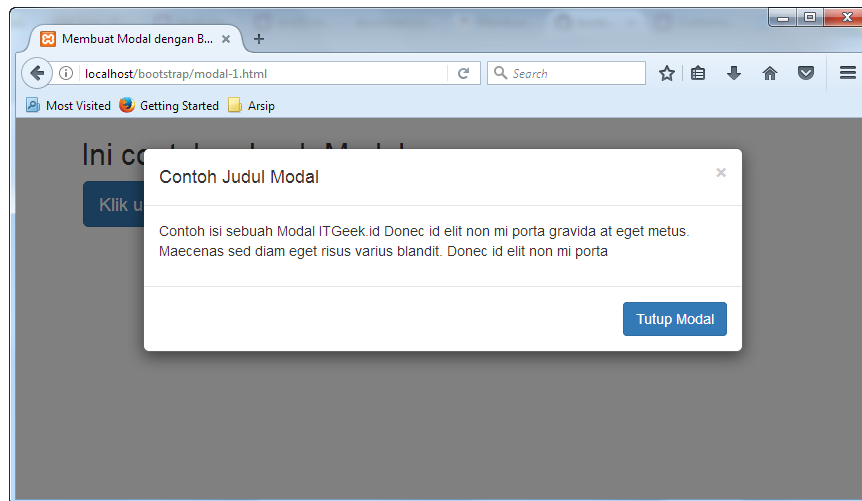 Membuat Modal dengan B...
localhost/bootstrap/modal-1.html
Search
Most Visited Getting Started Arsip
Ini
Contoh Judul Modal
Klik
Contoh isi sebuah Modal ITGeek.id Donec id elit non mi porta gravida at eget metus.
Maecenas sed diam eget risus varius blandit. Donec id elit non mi porta
Tutup Modal